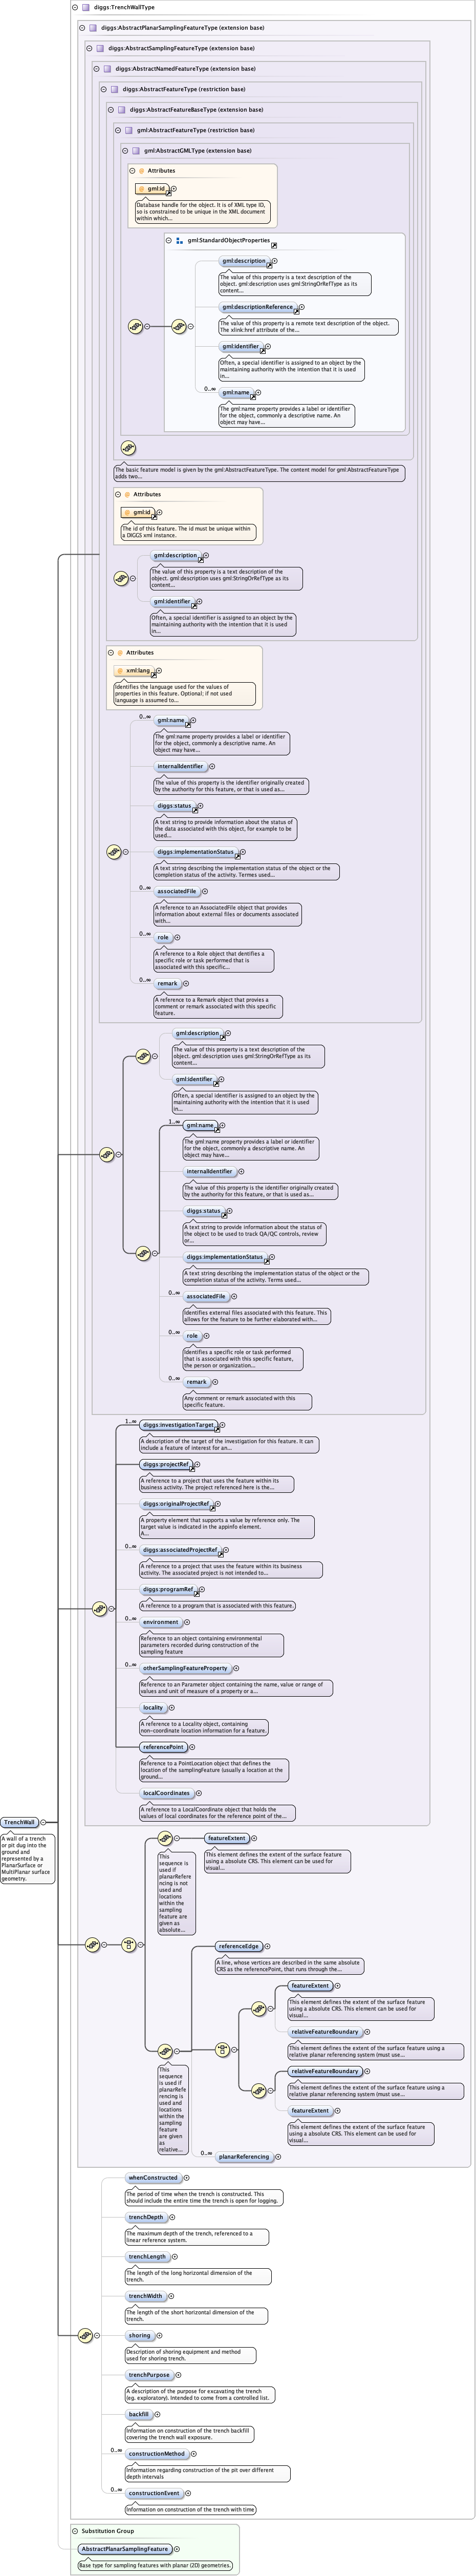 diggs:TrenchWallType
diggs:AbstractPlanarSamplingFeatureType (extension base)
diggs:AbstractSamplingFeatureType (extension base)
diggs:AbstractNamedFeatureType (extension base)
diggs:AbstractFeatureType (restriction base)
diggs:AbstractFeatureBaseType (extension base)
gml:AbstractFeatureType (restriction base)
gml:AbstractGMLType (extension base)
@ Attributes
gml:id
Database handle for the object. It is of XML type ID,
so is constrained to be unique in the XML document
within which...
gml:StandardObjectProperties
gml:description
The value of this property is a text description of the
object. gml:description uses gml:StringOrRefType as its
content...
gml:descriptionReference
The value of this property is a remote text description of the object.
The xlink:href attribute of the...
gml:identifier
Often, a special identifier is assigned to an object by the
maintaining authority with the intention that it is used
in...
0..∞
gml:name
The gml:name property provides a label or identifier
for the object, commonly a descriptive name. An
object may have...
The basic feature model is given by the gml:AbstractFeatureType. The content model for gml:AbstractFeatureType
adds two...
@ Attributes
gml:id
The id of this feature. The id must be unique within
a DIGGS xml instance.
gml:description
The value of this property is a text description of the
object. gml:description uses gml:StringOrRefType as its
content...
gml:identifier
Often, a special identifier is assigned to an object by the
maintaining authority with the intention that it is used
in...
@ Attributes
xml:lang
Identifies the language used for the values of
properties in this feature. Optional; if not used
language is assumed to...
0..∞
gml:name
The gml:name property provides a label or identifier
for the object, commonly a descriptive name. An
object may have...
internalIdentifier
The value of this property is the identifier originally created
by the authority for this feature, or that is used as...
diggs:status
A text string to provide information about the status of the
data associated with this object, for example to be
used...
diggs:implementationStatus
A text string describing the implementation status of the object or the
completion status of the activity. Termes used...
0..∞
associatedFile
A reference to an AssociatedFile object that provides
information about external files or documents associated
with...
0..∞
role
A reference to a Role object that dentifies a
specific role or task performed that is
associated with this specific...
0..∞
remark
A reference to a Remark object that provies a
comment or remark associated with this specific
feature.
gml:description
The value of this property is a text description of the
object. gml:description uses gml:StringOrRefType as its
content...
gml:identifier
Often, a special identifier is assigned to an object by the
maintaining authority with the intention that it is used
in...
1..∞
gml:name
The gml:name property provides a label or identifier
for the object, commonly a descriptive name. An
object may have...
internalIdentifier
The value of this property is the identifier originally created
by the authority for this feature, or that is used as...
diggs:status
A text string to provide information about the status
of the object to be used to track QA/QC controls, review
or...
diggs:implementationStatus
A text string describing the implementation status of the object or the
completion status of the activity. Terms used...
0..∞
associatedFile
Identifies external files associated with this feature. This
allows for the feature to be further elaborated with...
0..∞
role
Identifies a specific role or task performed
that is associated with this specific feature,
the person or organization...
0..∞
remark
Any comment or remark associated with this
specific feature.
1..∞
diggs:investigationTarget
A description of the target of the investigation for this feature. It can
include a feature of interest for an...
diggs:projectRef
A reference to a project that uses the feature within its
business activity. The project referenced here is the...
diggs:originalProjectRef
A property element that supports a value by reference only. The
target value is indicated in the appinfo element.
A...
0..∞
diggs:associatedProjectRef
A reference to a project that uses the feature within its business
activity. The associated project is not intended to...
diggs:programRef
A reference to a program that is associated with this feature.
0..∞
environment
Reference to an object containing environmental
parameters recorded during construction of the
sampling feature
0..∞
otherSamplingFeatureProperty
Reference to an Parameter object containing the name, value or range of
values and unit of measure of a property or a...
locality
A reference to a Locality object, containing
non-coordinate location information for a feature.
referencePoint
Reference to a PointLocation object that defines the
location of the samplingFeature (usually a location at the
ground...
localCoordinates
A reference to a LocalCoordinate object that holds the
values of local coordinates for the reference point of the...
TrenchWall
A wall of a trench
or pit dug into the
ground and
represented by a
PlanarSurface or
MultiPlanar surface
geometry.
featureExtent
This element defines the extent of the surface feature
using a absolute CRS. This element can be used for
visual...
This
sequence is
used if
planarRefere
ncing is not
used and
locations
within the
sampling
feature are
given as
absolute...
referenceEdge
A line, whose vertices are described in the same absolute
CRS as the referencePoint, that runs through the...
featureExtent
This element defines the extent of the surface feature
using a absolute CRS. This element can be used for
visual...
relativeFeatureBoundary
This element defines the extent of the surface feature using a
relative planar referencing system (must use...
relativeFeatureBoundary
This element defines the extent of the surface feature using a
relative planar referencing system (must use...
featureExtent
This element defines the extent of the surface feature
using a absolute CRS. This element can be used for
visual...
This
sequence is
used if
planarRefe
rencing is
used and
locations
within the
sampling
feature
are given
as
relative...
0..∞
planarReferencing
whenConstructed
The period of time when the trench is constructed. This
should include the entire time the trench is open for logging.
trenchDepth
The maximum depth of the trench, referenced to a
linear reference system.
trenchLength
The length of the long horizontal dimension of the
trench.
trenchWidth
The length of the short horizontal dimension of the
trench.
shoring
Description of shoring equipment and method
used for shoring trench.
trenchPurpose
A description of the purpose for excavating the trench
(eg. exploratory). Intended to come from a controlled list.
backfill
Information on construction of the trench backfill
covering the trench wall exposure.
0..∞
constructionMethod
Information regarding construction of the pit over different
depth intervals
0..∞
constructionEvent
Information on construction of the trench with time
Substitution Group
AbstractPlanarSamplingFeature
Base type for sampling features with planar (2D) geometries.